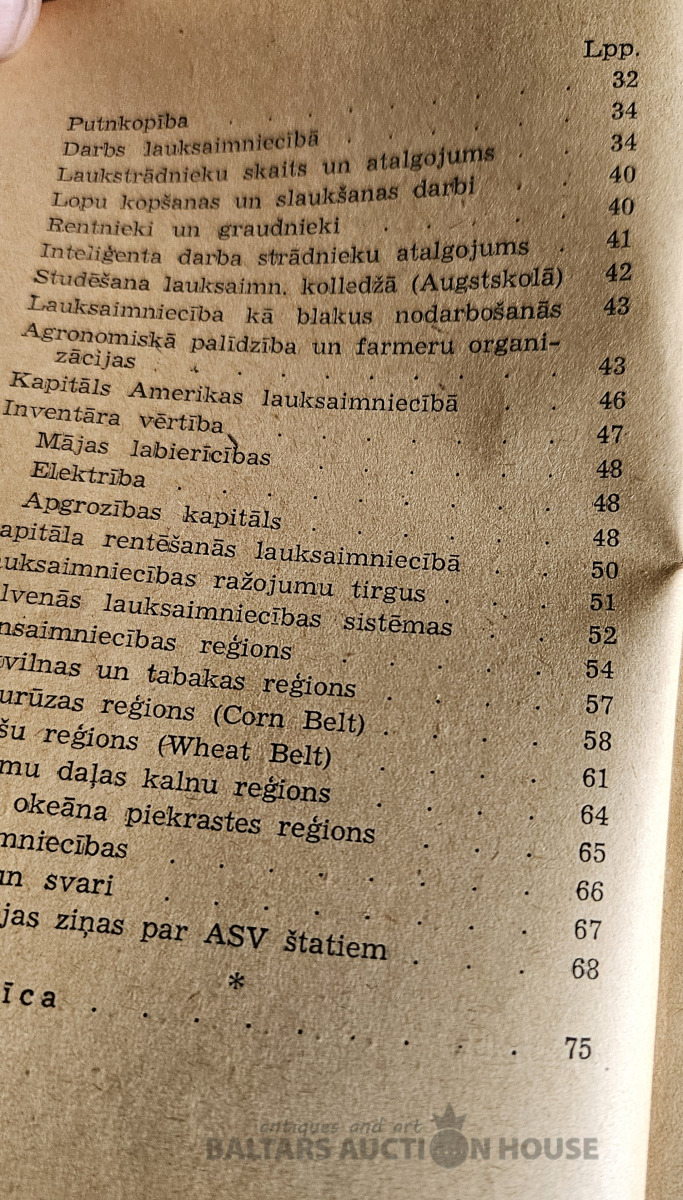 Lpp.
Putnkopība . . . . . . 32
Darbs lauksaimniecībā . . . . 34
Laukstrādnieku skaits un atalgojums . . 34
Lopu kopšanas un slaukšanas darbi . . 40
Rentnieki un graudnieki . . . . 40
Inteliģenta darba strādnieku atalgojums . 41
Studēšana lauksaimn. kolledžā (Augstskolā) 42
Lauksaimniecība kā blakus nodarbošanās 43
Agronomiskā palīdzība un farmeru organi-
zācijas . . . . . . . 43
Kapitāls Amerikas lauksaimniecībā . . 46
Inventāra vērtība . . . . . 47
Mājas labierīcības . . . . 48
Elektrība . . . . . . 48
Apgrozības kapitāls . . . . 48
apitāla rentēšanās lauksaimniecībā . . 50
auksaimniecības ražojumu tirgus . . . 51
lvenās lauksaimniecības sistēmas . . 52
nsaimniecības reģions . . . . 54
vilnas un tabakas reģions . . . 57
urūzas reģions (Corn Belt) . . . 58
šu reģions (Wheat Belt) . . . 61
mu daļas kalnu reģions . . . 64
okeāna piekrastes reģions . . . 65
mniecības . . . . . . 66
un svari . . . . . . 67
jas ziņas par ASV štatiem . . . 68
*
īca . . . . . . . . 75
antiques and art
BALTARS AUCTION HOUSE